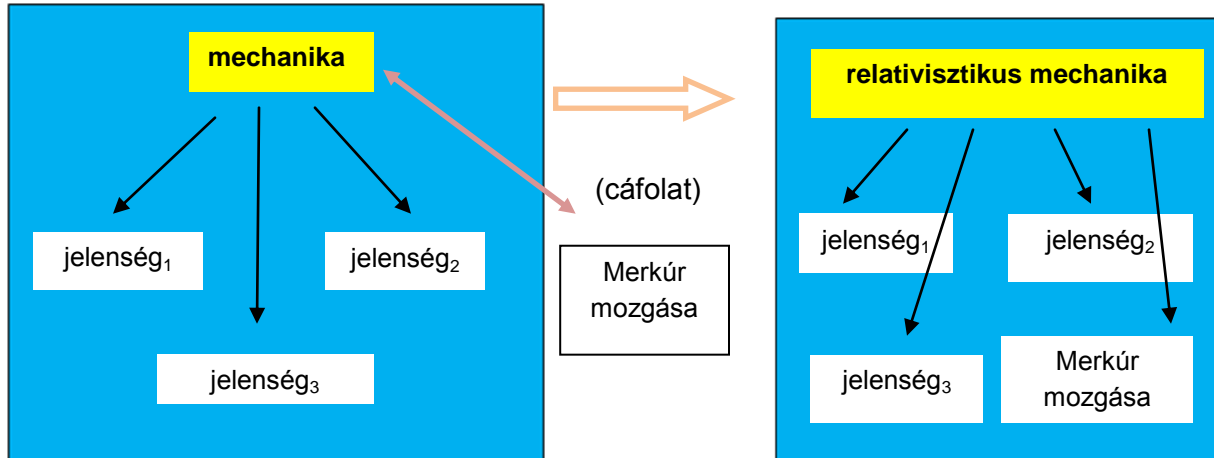 mechanika
jelenség₁
jelenség₂
jelenség₃
(cáfolat)
Merkúr
mozgása
relativisztikus mechanika
jelenség₁
jelenség₂
jelenség₃
Merkúr
mozgása